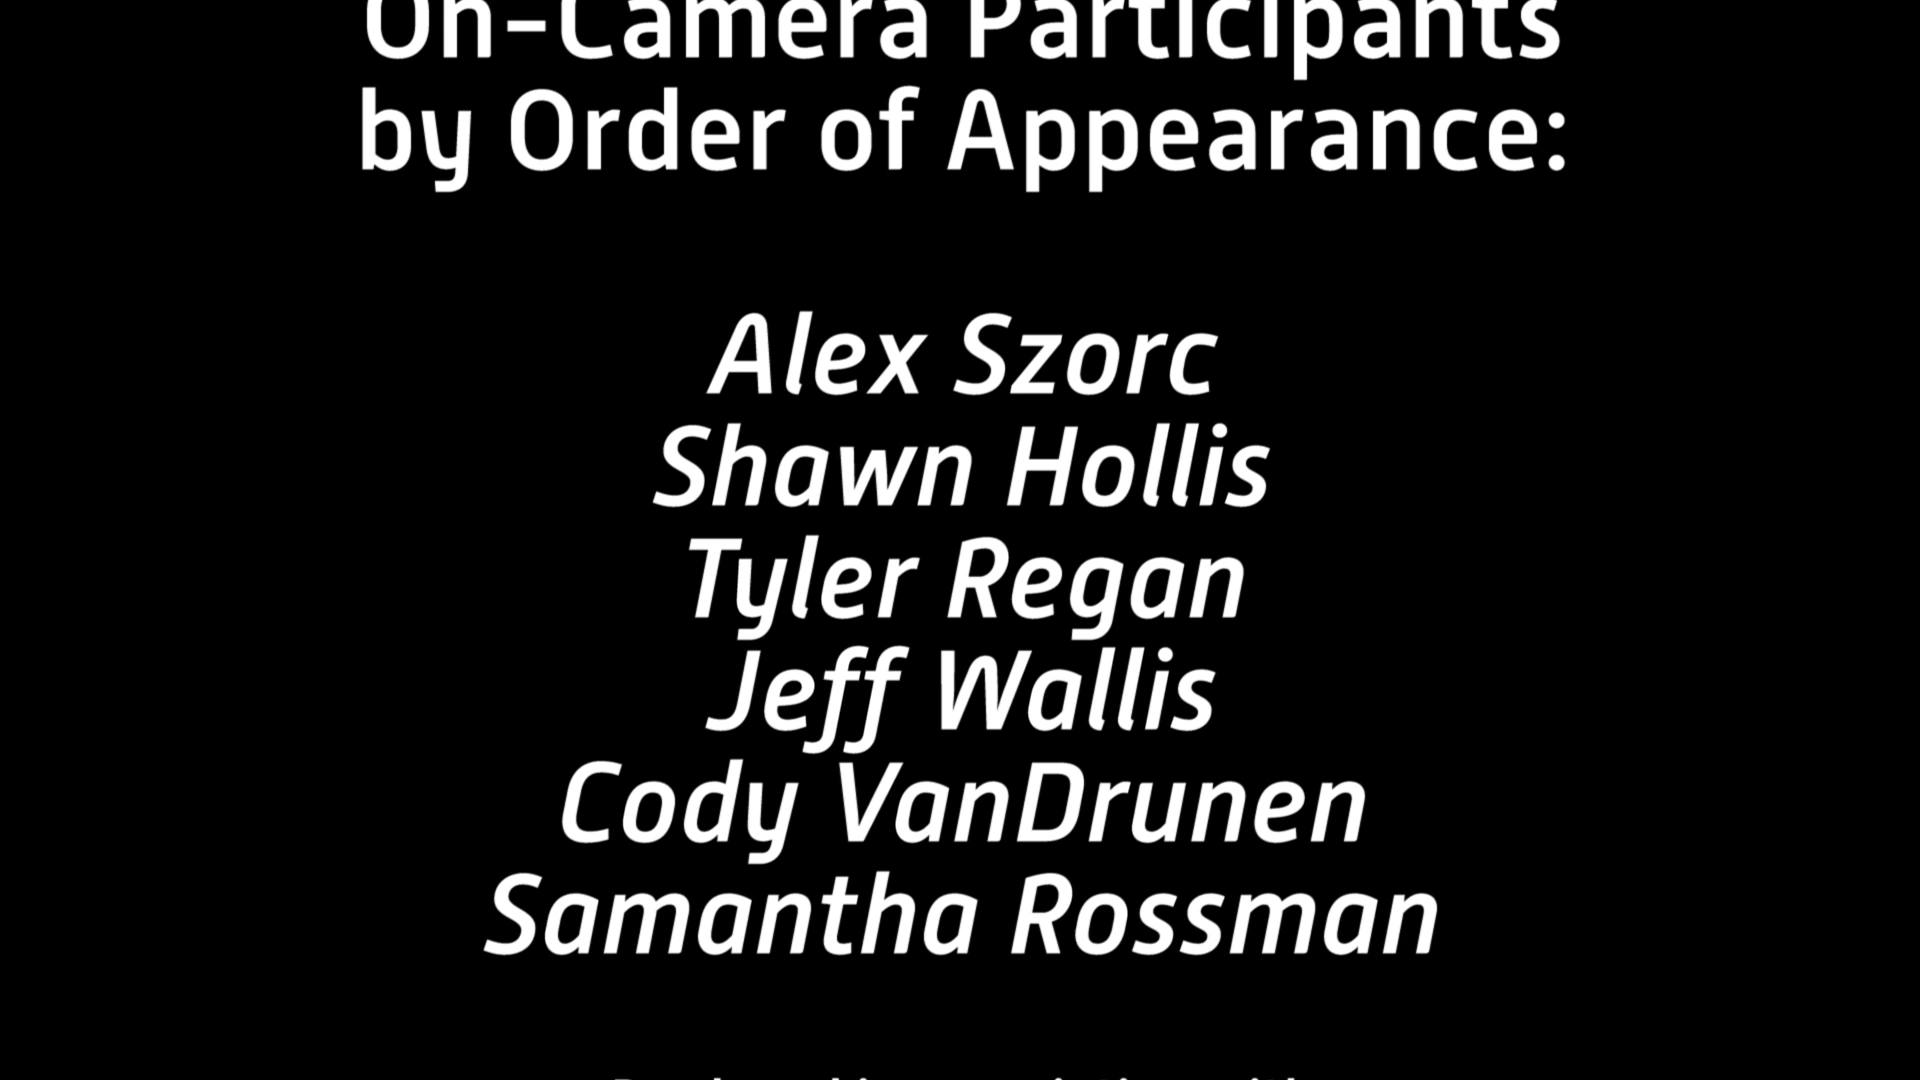 On-Camera Participants
by Order of Appearance:
Alex Szorc
Shawn Hollis
Tyler Regan
Jeff Wallis
Cody VanDrunen
Samantha Rossman